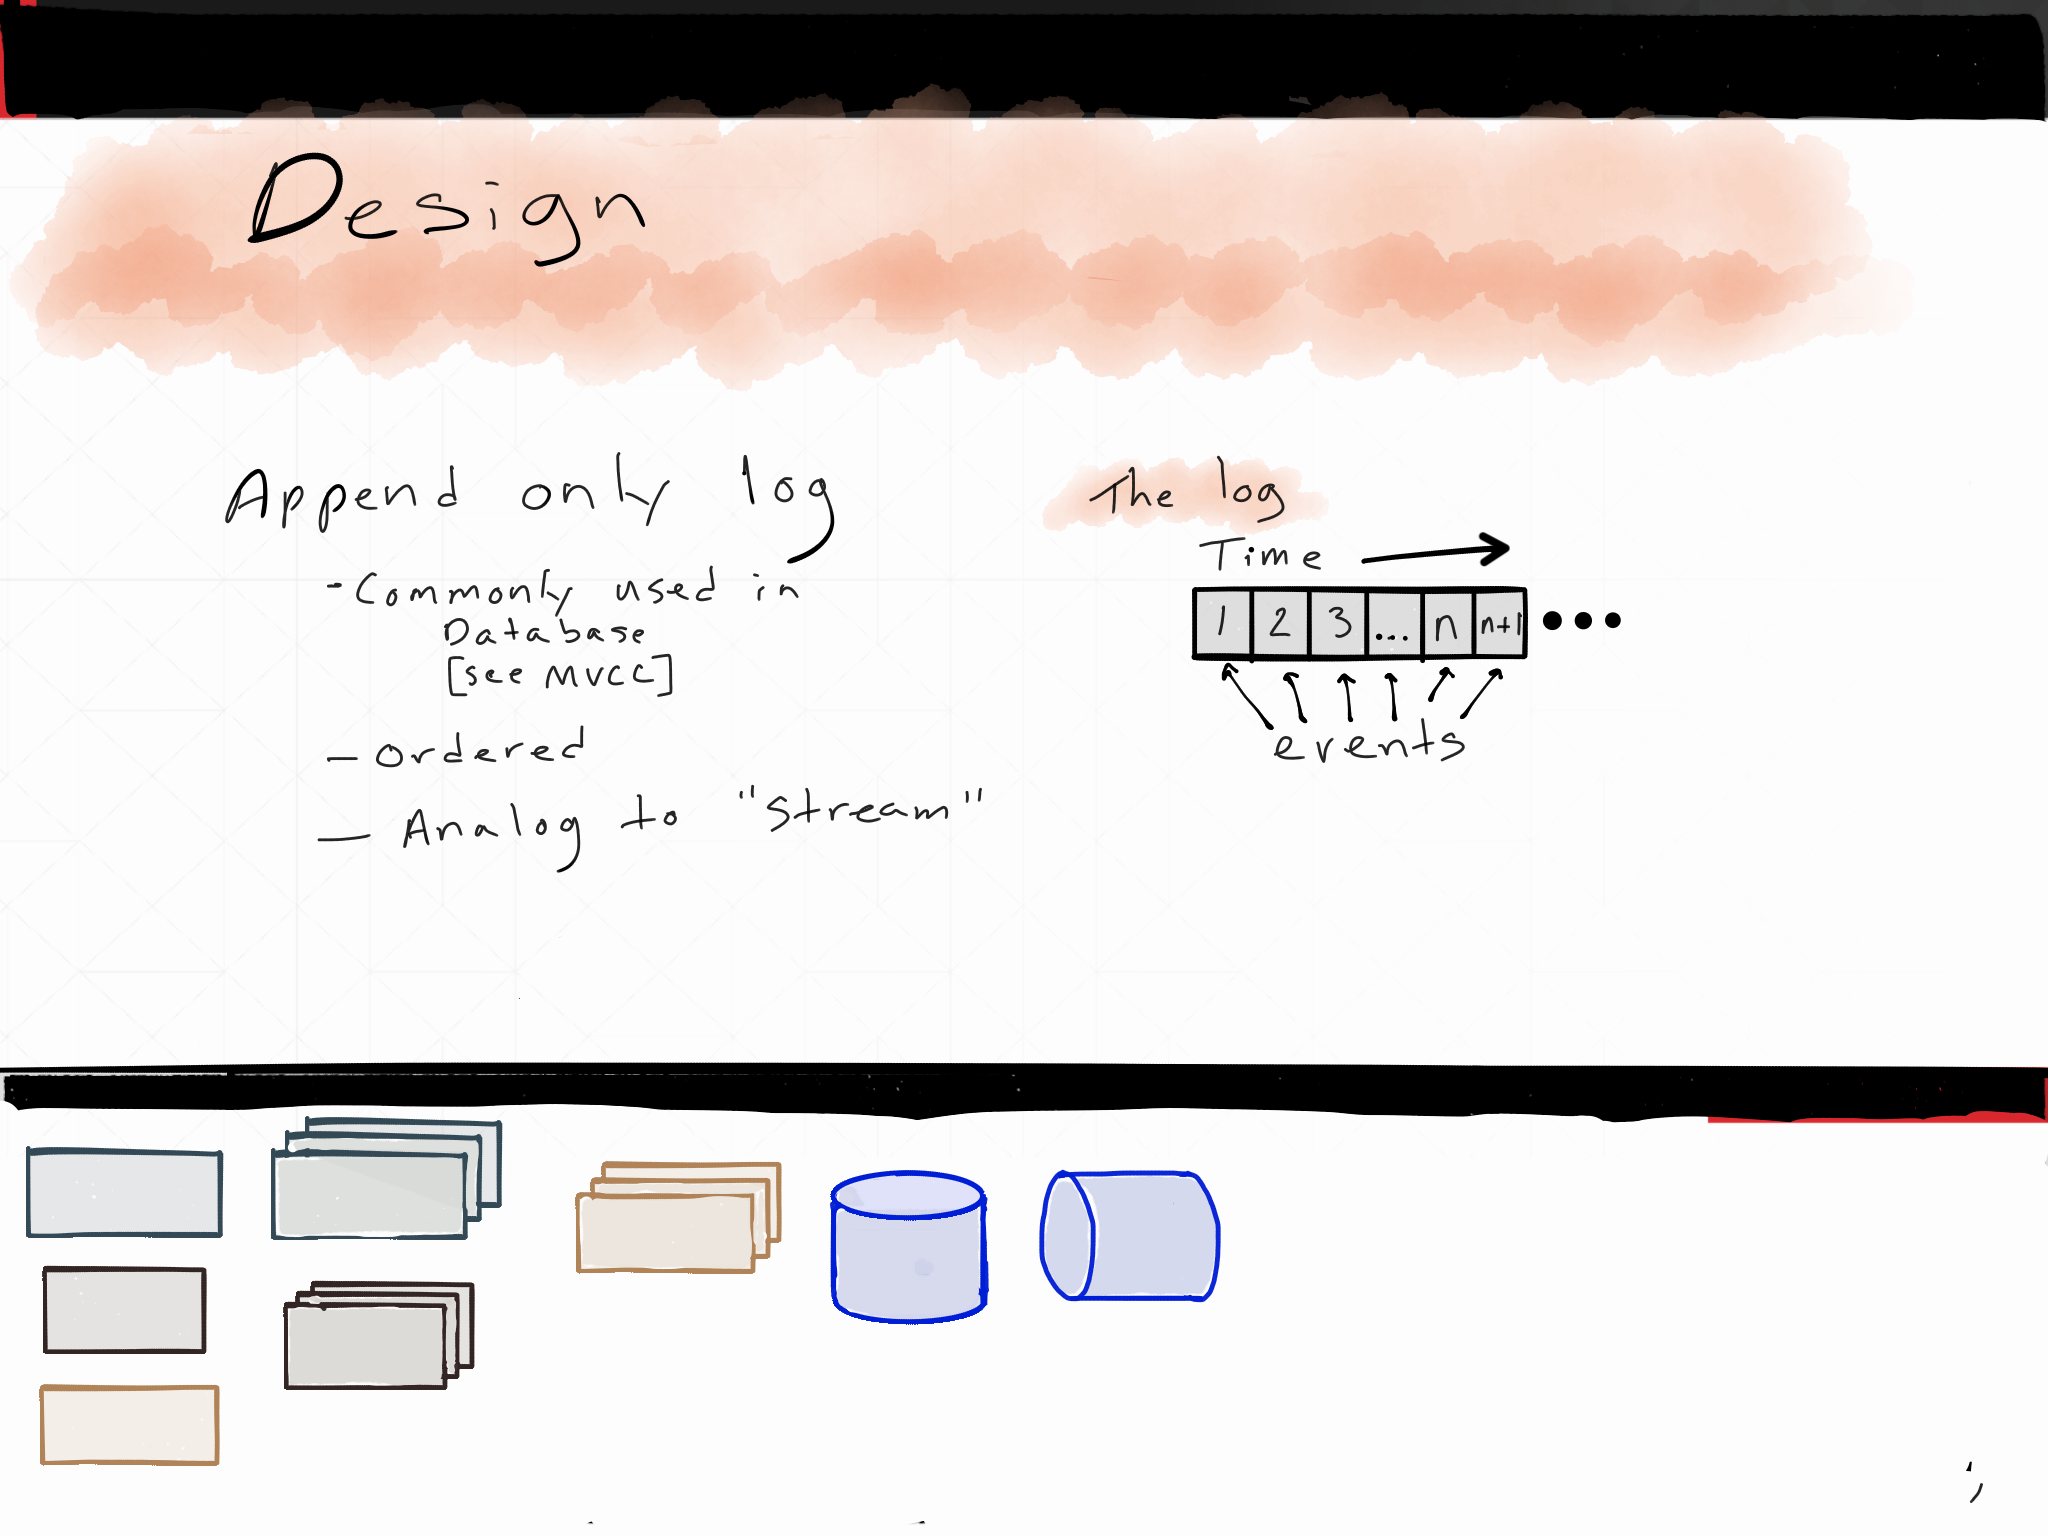 Design
Append only log
- Commonly used in
Database
[see MVCC]
- Ordered
- Analog to "stream"
The log
Time
1 2 3 ... n n+1 •••
events